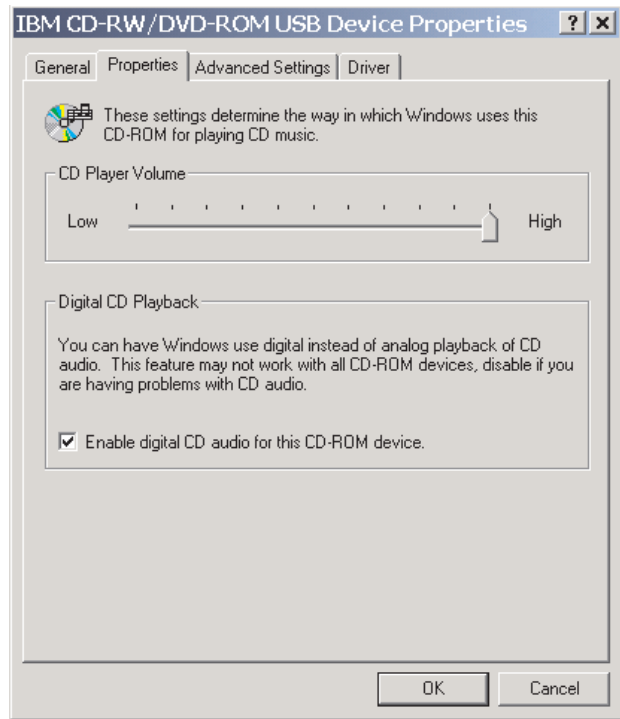 IBM CD-RW/DVD-ROM USB Device Properties ? ×
General Properties Advanced Settings Driver
These settings determine the way in which Windows uses this
CD-ROM for playing CD music.
CD Player Volume
Low High
Digital CD Playback
You can have Windows use digital instead of analog playback of CD
audio. This feature may not work with all CD-ROM devices, disable if you
are having problems with CD audio.
Enable digital CD audio for this CD-ROM device.
OK Cancel